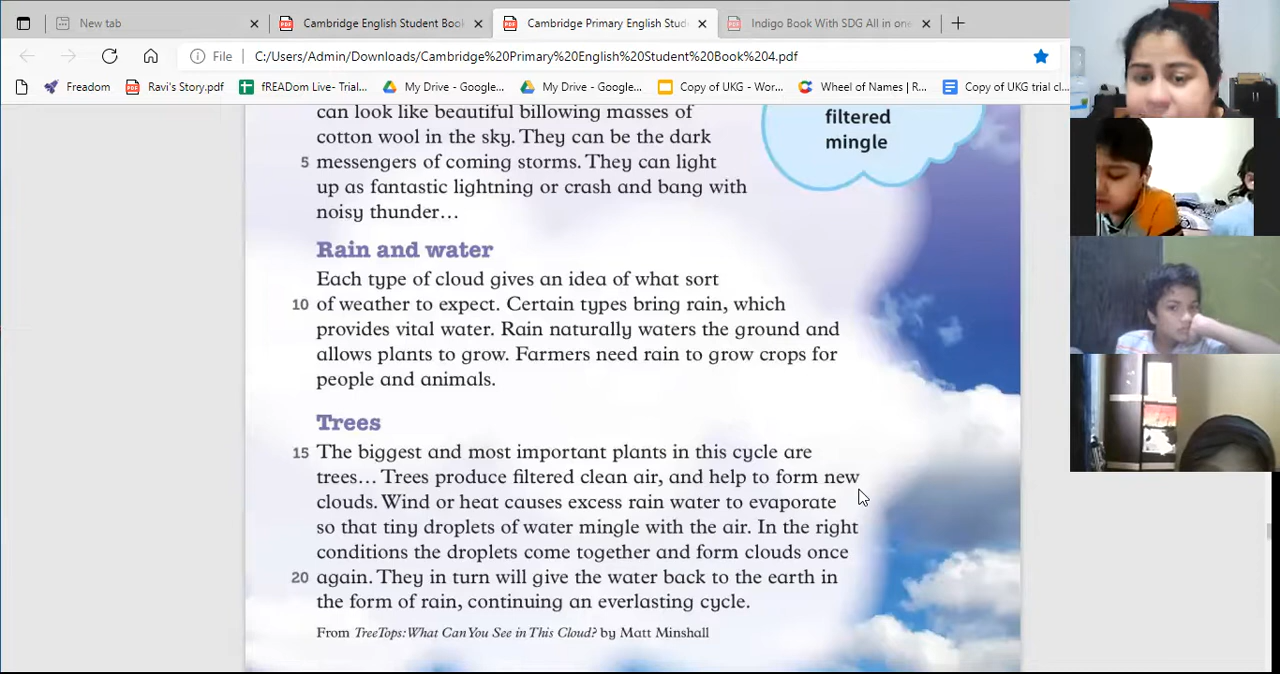 New tab
Cambridge English Student Boo
Cambridge Primary English Stud
Indigo Book With SDG All in one
File
C:/Users/Admin/Downloads/Cambridge%20Primary%20English%20Student%20Book%204.pdf
Freadom
Ravi's Story.pdf
fREADom Live- Trial...
My Drive - Google...
My Drive - Google...
Copy of UKG - Wor...
Wheel of Names | R...
Copy of UKG trial cl...
can look like beautiful billowing masses of
cotton wool in the sky. They can be the dark
5 messengers of coming storms. They can light
up as fantastic lightning or crash and bang with
noisy thunder…
filtered
mingle
Rain and water
Each type of cloud gives an idea of what sort
10 of weather to expect. Certain types bring rain, which
provides vital water. Rain naturally waters the ground and
allows plants to grow. Farmers need rain to grow crops for
people and animals.
Trees
15 The biggest and most important plants in this cycle are
trees… Trees produce filtered clean air, and help to form new
clouds. Wind or heat causes excess rain water to evaporate
so that tiny droplets of water mingle with the air. In the right
conditions the droplets come together and form clouds once
20 again. They in turn will give the water back to the earth in
the form of rain, continuing an everlasting cycle.
From TreeTops: What Can You See in This Cloud? by Matt Minshall